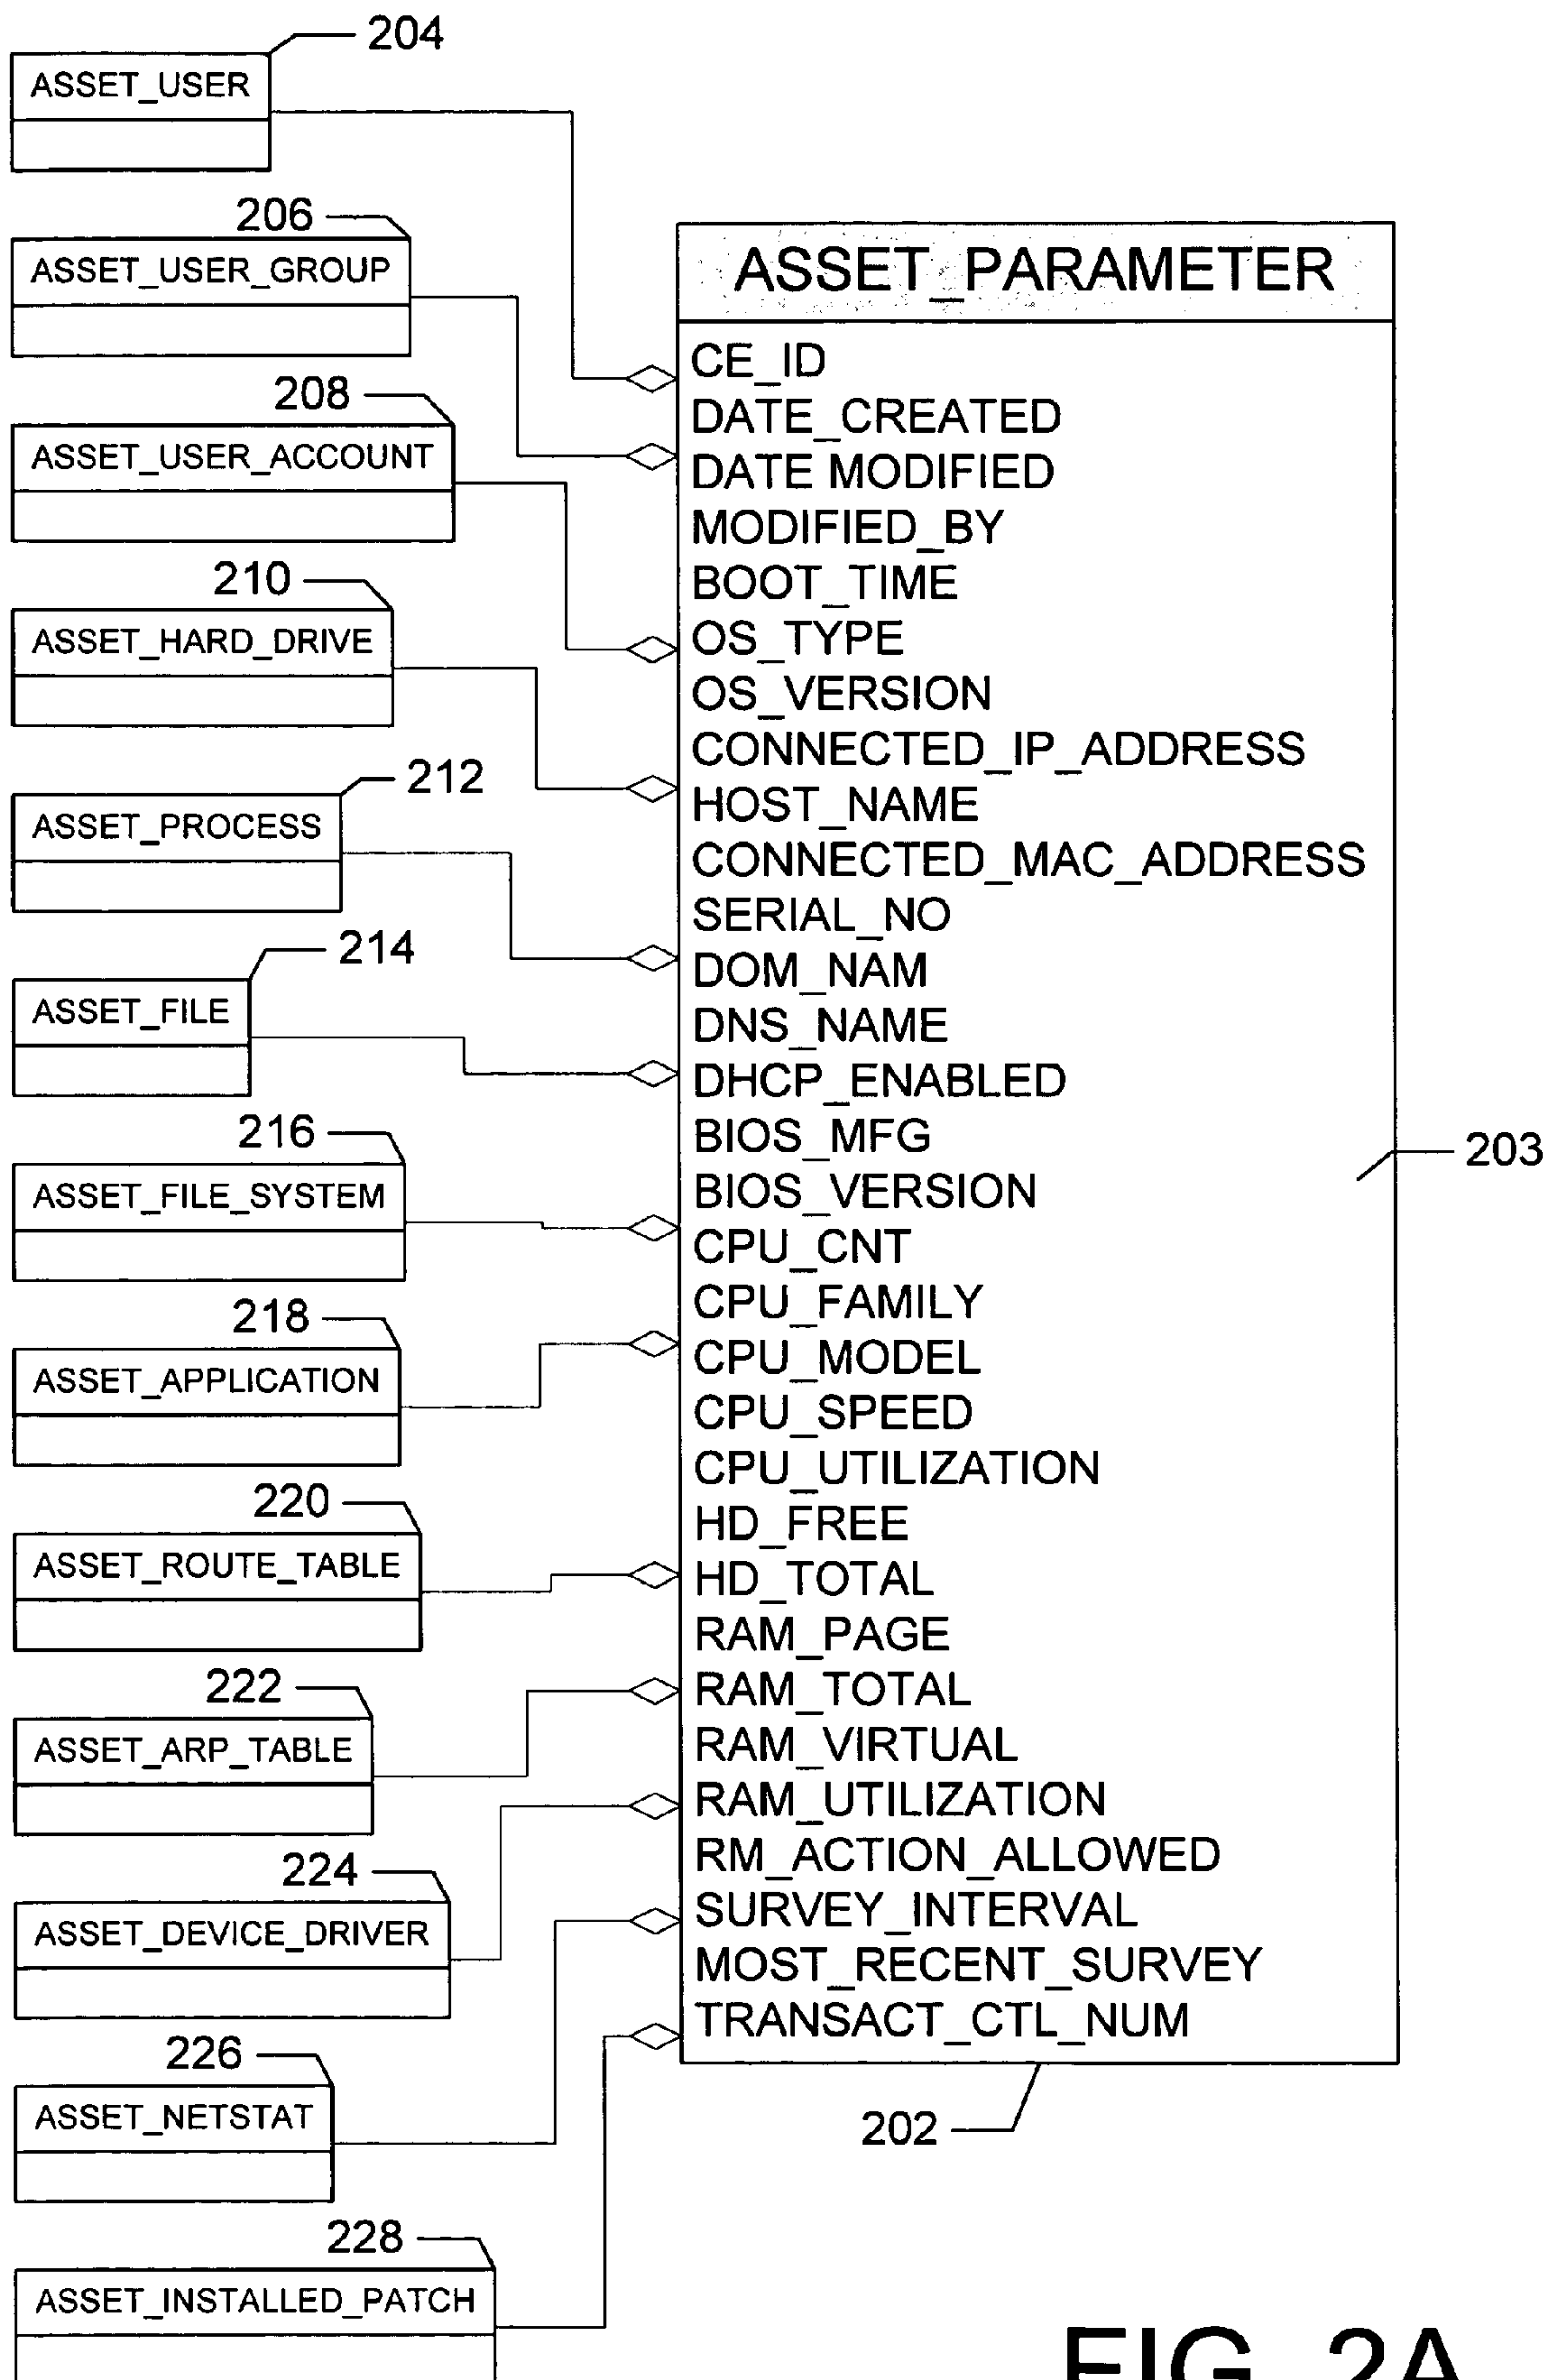 204
ASSET_USER
206
ASSET_USER_GROUP
208
ASSET_USER_ACCOUNT
210
ASSET_HARD_DRIVE
212
ASSET_PROCESS
214
ASSET_FILE
216
ASSET_FILE_SYSTEM
218
ASSET_APPLICATION
220
ASSET_ROUTE_TABLE
222
ASSET_ARP_TABLE
224
ASSET_DEVICE_DRIVER
226
ASSET_NETSTAT
228
ASSET_INSTALLED_PATCH
ASSET_PARAMETER
CE_ID
DATE_CREATED
DATE MODIFIED
MODIFIED_BY
BOOT_TIME
OS_TYPE
OS_VERSION
CONNECTED_IP_ADDRESS
HOST_NAME
CONNECTED_MAC_ADDRESS
SERIAL_NO
DOM_NAM
DNS_NAME
DHCP_ENABLED
BIOS_MFG
BIOS_VERSION
CPU_CNT
CPU_FAMILY
CPU_MODEL
CPU_SPEED
CPU_UTILIZATION
HD_FREE
HD_TOTAL
RAM_PAGE
RAM_TOTAL
RAM_VIRTUAL
RAM_UTILIZATION
RM_ACTION_ALLOWED
SURVEY_INTERVAL
MOST_RECENT_SURVEY
TRANSACT_CTL_NUM
203
202
FIG. 2A